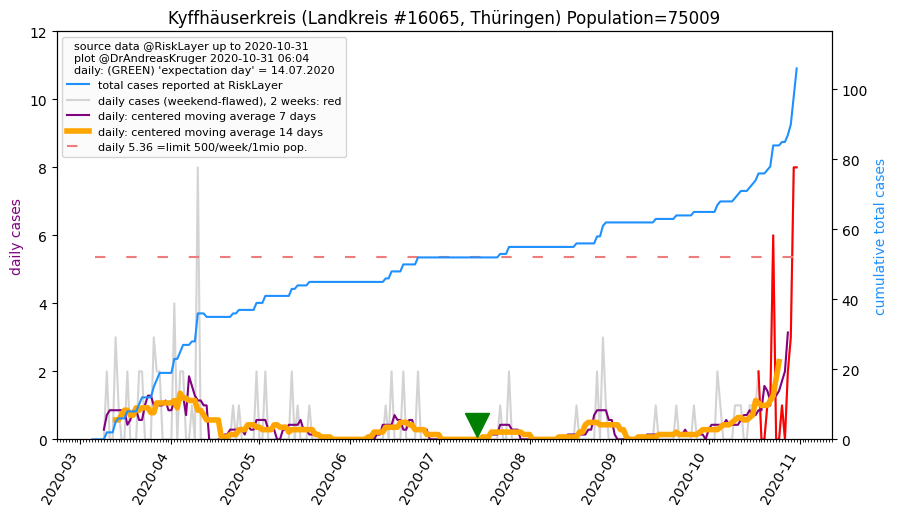 Kyffhäuserkreis (Landkreis #16065, Thüringen) Population=75009
source data @RiskLayer up to 2020-10-31
plot @DrAndreasKruger 2020-10-31 06:04
daily: (GREEN) 'expectation day' = 14.07.2020
total cases reported at RiskLayer
daily cases (weekend-flawed), 2 weeks: red
daily: centered moving average 7 days
daily: centered moving average 14 days
daily 5.36 =limit 500/week/1mio pop.
daily cases
12
10
8
6
4
2
0
cumulative total cases
100
80
60
40
20
0
2020-03
2020-04
2020-05
2020-06
2020-07
2020-08
2020-09
2020-10
2020-11